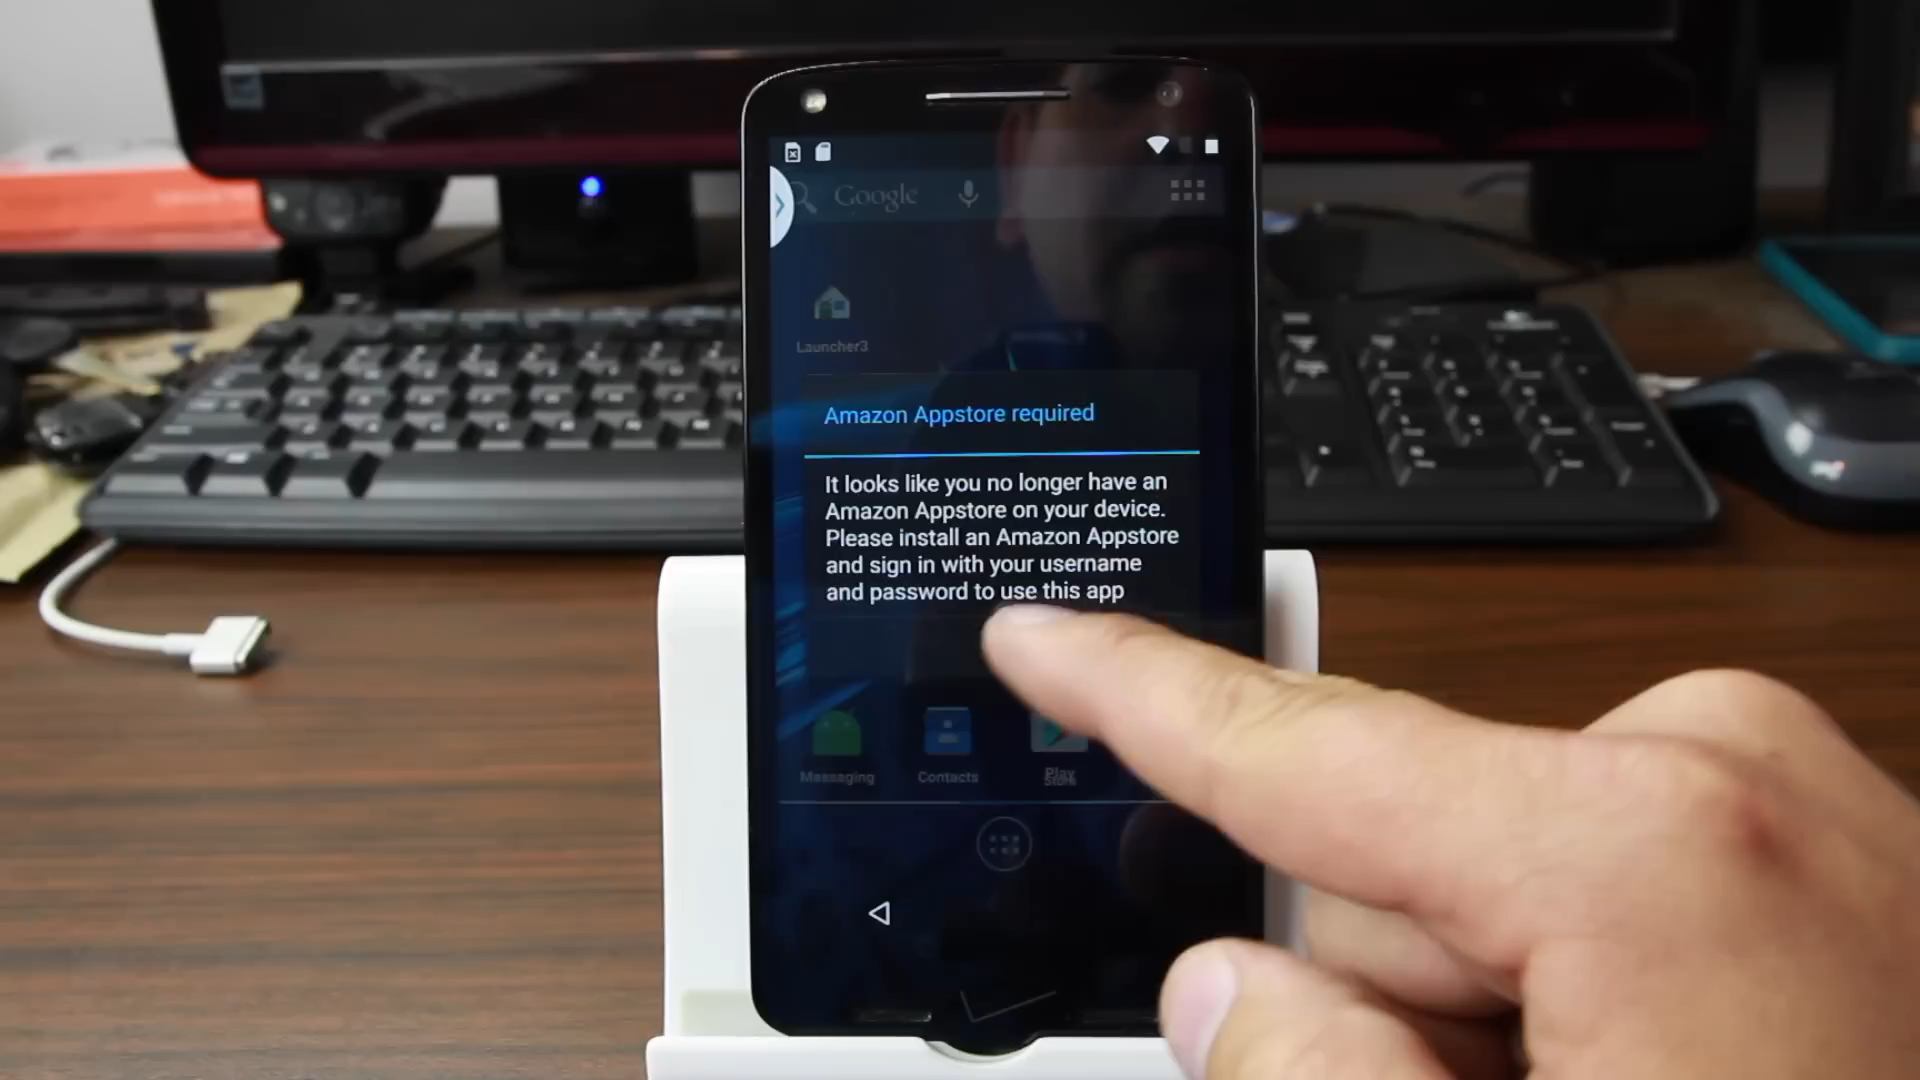 Google
Launcher3
Amazon Appstore required
It looks like you no longer have an
Amazon Appstore on your device.
Please install an Amazon Appstore
and sign in with your username
and password to use this app
Messaging
Contacts
Play
Store